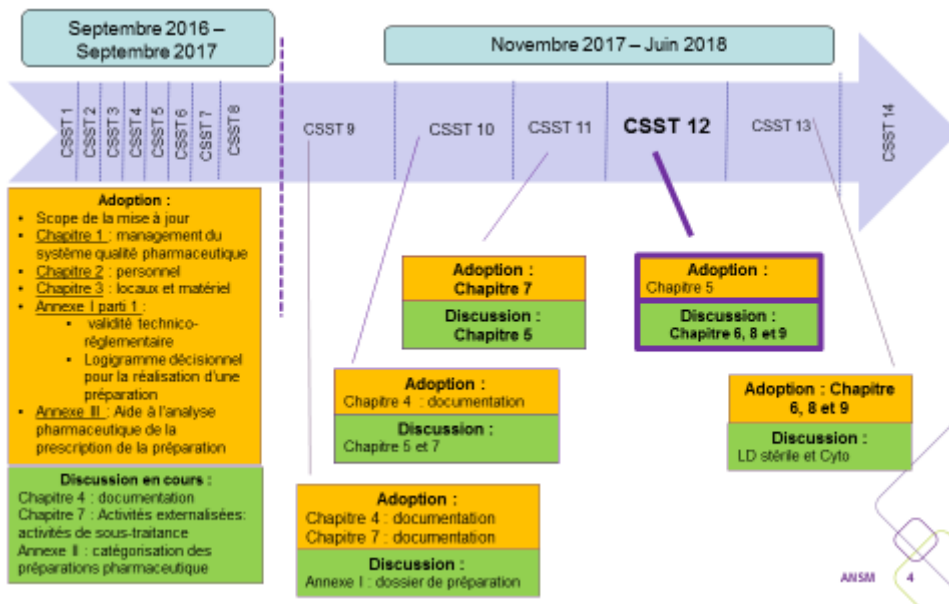 Septembre 2016 –
Septembre 2017
Novembre 2017 – Juin 2018
CSST 1
CSST 2
CSST 3
CSST 4
CSST 5
CSST 6
CSST 7
CSST 8
CSST 9
CSST 10
CSST 11
CSST 12
CSST 13
CSST 14
Adoption :
• Scope de la mise à jour
• Chapitre 1 : management du
système qualité pharmaceutique
• Chapitre 2 : personnel
• Chapitre 3 : locaux et matériel
• Annexe I parti 1 :
• validité technico-
réglementaire
• Logigramme décisionnel
pour la réalisation d'une
préparation
• Annexe III : Aide à l'analyse
pharmaceutique de la
prescription de la préparation
Discussion en cours :
Chapitre 4 : documentation
Chapitre 7 : Activités externalisées:
activités de sous-traitance
Annexe II : catégorisation des
préparations pharmaceutique
Adoption :
Chapitre 4 : documentation
Chapitre 7 : documentation
Discussion :
Annexe I : dossier de préparation
Adoption :
Chapitre 4 : documentation
Discussion :
Chapitre 5 et 7
Adoption :
Chapitre 7
Discussion :
Chapitre 5
Adoption :
Chapitre 5
Discussion :
Chapitre 6, 8 et 9
Adoption : Chapitre
6, 8 et 9
Discussion :
LD stérile et Cyto
ANSM 4